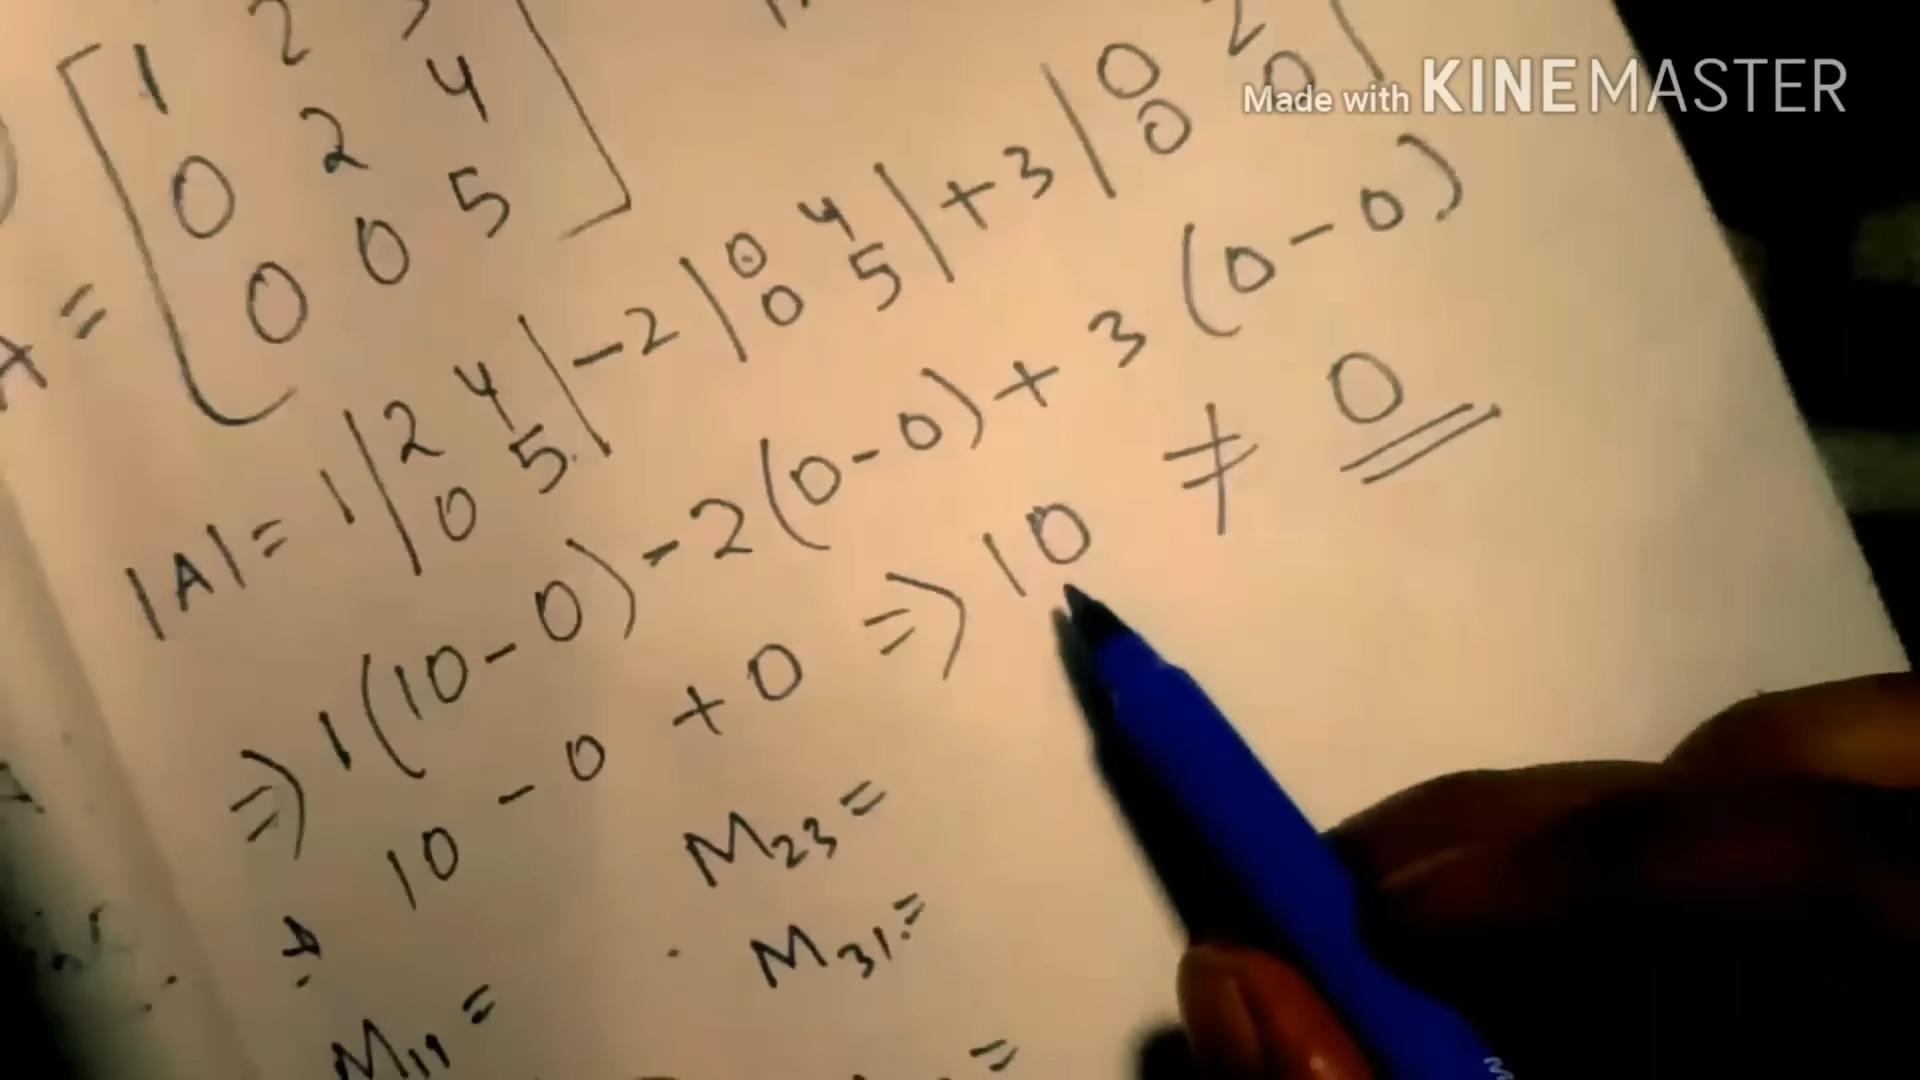 Made with KINEMASTER
1 2 3
0 2 4
A = 0 0 5
|A| = 1 |2 4| - 2 |0 4| + 3 |0 2|
|0 5| |0 5| |0 0|
⇒ 1(10-0) - 2(0-0) + 3(0-0)
10 - 0 + 0 ⇒ 10 ≠ 0
M23 =
M31 =
M11 =
=